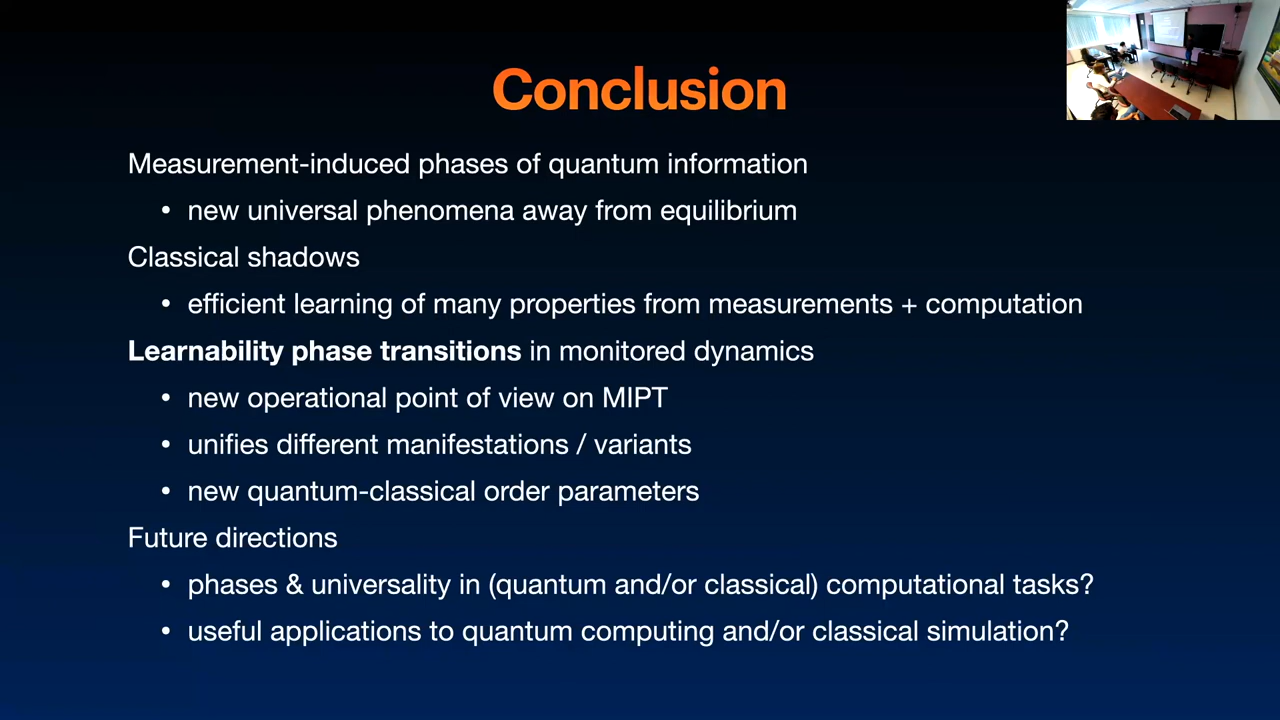 Conclusion
Measurement-induced phases of quantum information
• new universal phenomena away from equilibrium
Classical shadows
• efficient learning of many properties from measurements + computation
Learnability phase transitions in monitored dynamics
• new operational point of view on MIPT
• unifies different manifestations / variants
• new quantum-classical order parameters
Future directions
• phases & universality in (quantum and/or classical) computational tasks?
• useful applications to quantum computing and/or classical simulation?